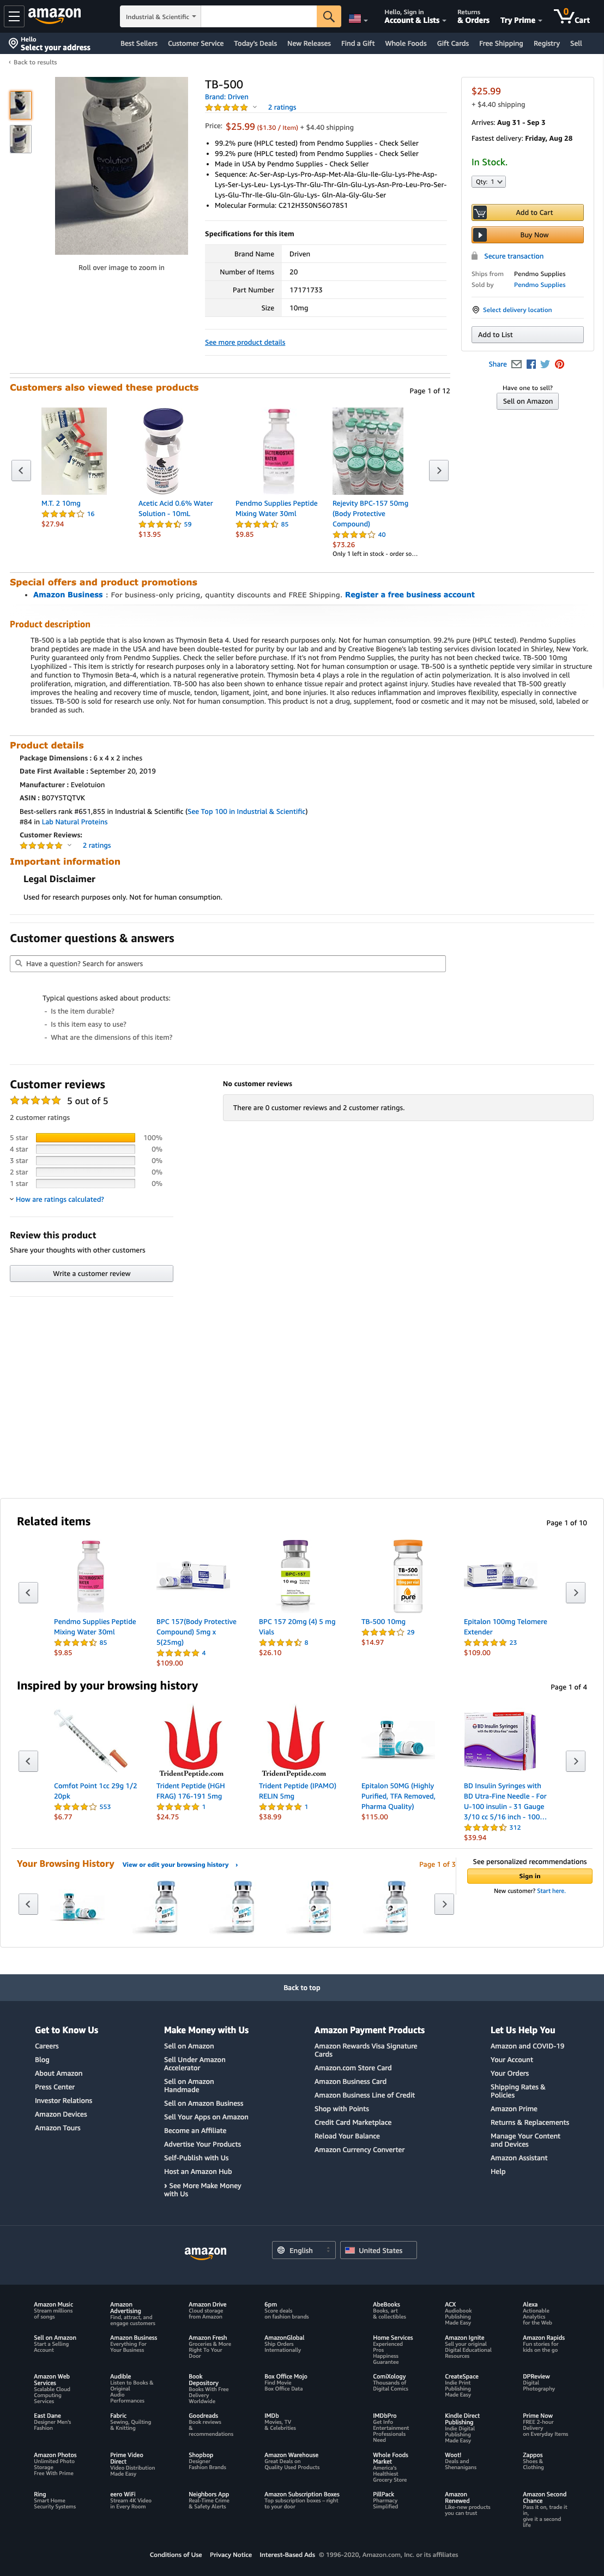 amazon
Industrial & Scientific
Hello, Sign in
Account & Lists
Returns
& Orders
Try Prime
0
Cart
Hello
Select your address
Best Sellers
Customer Service
Today's Deals
New Releases
Find a Gift
Whole Foods
Gift Cards
Free Shipping
Registry
Sell
‹ Back to results
evolution
Roll over image to zoom in
TB-500
Brand: Driven
2 ratings
Price: $25.99 ($1.30 / Item) + $4.40 shipping
• 99.2% pure (HPLC tested) from Pendmo Supplies - Check Seller
• 99.2% pure (HPLC tested) from Pendmo Supplies - Check Seller
• Made in USA by Pendmo Supplies - Check Seller
• Sequence: Ac-Ser-Asp-Lys-Pro-Asp-Met-Ala-Glu-Ile-Glu-Lys-Phe-Asp-
Lys-Ser-Lys-Leu- Lys-Lys-Thr-Glu-Thr-Gln-Glu-Lys-Asn-Pro-Leu-Pro-Ser-
Lys-Glu-Thr-Ile-Glu-Gln-Glu-Lys- Gln-Ala-Gly-Glu-Ser
• Molecular Formula: C212H350N56O78S1
Specifications for this item
Brand Name Driven
Number of Items 20
Part Number 17171733
Size 10mg
See more product details
$25.99
+ $4.40 shipping
Arrives: Aug 31 - Sep 3
Fastest delivery: Friday, Aug 28
In Stock.
Qty: 1
Add to Cart
Buy Now
Secure transaction
Ships from Pendmo Supplies
Sold by Pendmo Supplies
Select delivery location
Add to List
Share
Have one to sell?
Sell on Amazon
Customers also viewed these products
Page 1 of 12
M.T. 2 10mg
16
$27.94
Acetic Acid 0.6% Water
Solution - 10mL
59
$13.95
Pendmo Supplies Peptide
Mixing Water 30ml
85
$9.85
Rejevity BPC-157 50mg
(Body Protective
Compound)
40
$73.26
Only 1 left in stock - order so…
Special offers and product promotions
• Amazon Business : For business-only pricing, quantity discounts and FREE Shipping. Register a free business account
Product description
TB-500 is a lab peptide that is also known as Thymosin Beta 4. Used for research purposes only. Not for human consumption. 99.2% pure (HPLC tested). Pendmo Supplies
brand peptides are made in the USA and have been double-tested for purity by our lab and by Creative Biogene's lab testing services division located in Shirley, New York.
Purity guaranteed only from Pendmo Supplies. Check the seller before purchase. If it's not from Pendmo Supplies, the purity has not been checked twice. TB-500 10mg
Lyophilized - This item is strictly for research purposes only in a laboratory setting. Not for human consumption or usage. TB-500 is a synthetic peptide very similar in structure
and function to Thymosin Beta-4, which is a natural regenerative protein. Thymosin beta 4 plays a role in the regulation of actin polymerization. It is also involved in cell
proliferation, migration, and differentiation. TB-500 has also been shown to enhance tissue repair and protect against injury. Studies have revealed that TB-500 greatly
improves the healing and recovery time of muscle, tendon, ligament, joint, and bone injuries. It also reduces inflammation and improves flexibility, especially in connective
tissues. TB-500 is sold for research use only. Not for human consumption. This product is not a drug, supplement, food or cosmetic and it may not be misused, sold, labeled or
branded as such.
Product details
Package Dimensions : 6 x 4 x 2 inches
Date First Available : September 20, 2019
Manufacturer : Evelotuion
ASIN : B07Y5TQTVK
Best-sellers rank #651,855 in Industrial & Scientific (See Top 100 in Industrial & Scientific)
#84 in Lab Natural Proteins
Customer Reviews:
2 ratings
Important information
Legal Disclaimer
Used for research purposes only. Not for human consumption.
Customer questions & answers
Have a question? Search for answers
Typical questions asked about products:
- Is the item durable?
- Is this item easy to use?
- What are the dimensions of this item?
Customer reviews
5 out of 5
2 customer ratings
5 star 100%
4 star 0%
3 star 0%
2 star 0%
1 star 0%
How are ratings calculated?
Review this product
Share your thoughts with other customers
Write a customer review
No customer reviews
There are 0 customer reviews and 2 customer ratings.
Related items
Page 1 of 10
BPC-157
10 mg
TB-500
pure
Pendmo Supplies Peptide
Mixing Water 30ml
85
$9.85
BPC 157(Body Protective
Compound) 5mg x
5(25mg)
4
$109.00
BPC 157 20mg (4) 5 mg
Vials
8
$26.10
TB-500 10mg
29
$14.97
Epitalon 100mg Telomere
Extender
23
$109.00
Inspired by your browsing history
Page 1 of 4
TridentPeptide.com
TridentPeptide.com
BD Insulin Syringes
Comfot Point 1cc 29g 1/2
20pk
553
$6.77
Trident Peptide (HGH
FRAG) 176-191 5mg
1
$24.75
Trident Peptide (IPAMO)
RELIN 5mg
1
$38.99
Epitalon 50MG (Highly
Purified, TFA Removed,
Pharma Quality)
$115.00
BD Insulin Syringes with
BD Utra-Fine Needle - For
U-100 Insulin - 31 Gauge
3/10 cc 5/16 inch - 100…
312
$39.94
Your Browsing History
View or edit your browsing history ›
Page 1 of 3
See personalized recommendations
Sign in
New customer? Start here.
Back to top
Get to Know Us
Careers
Blog
About Amazon
Press Center
Investor Relations
Amazon Devices
Amazon Tours
Make Money with Us
Sell on Amazon
Sell Under Amazon
Accelerator
Sell on Amazon
Handmade
Sell on Amazon Business
Sell Your Apps on Amazon
Become an Affiliate
Advertise Your Products
Self-Publish with Us
Host an Amazon Hub
› See More Make Money
with Us
Amazon Payment Products
Amazon Rewards Visa Signature
Cards
Amazon.com Store Card
Amazon Business Card
Amazon Business Line of Credit
Shop with Points
Credit Card Marketplace
Reload Your Balance
Amazon Currency Converter
Let Us Help You
Amazon and COVID-19
Your Account
Your Orders
Shipping Rates &
Policies
Amazon Prime
Returns & Replacements
Manage Your Content
and Devices
Amazon Assistant
Help
amazon
English
United States
Amazon Music
Stream millions
of songs
Amazon
Advertising
Find, attract, and
engage customers
Amazon Drive
Cloud storage
from Amazon
6pm
Score deals
on fashion brands
AbeBooks
Books, art
& collectibles
ACX
Audiobook
Publishing
Made Easy
Alexa
Actionable
Analytics
for the Web
Sell on Amazon
Start a Selling
Account
Amazon Business
Everything For
Your Business
Amazon Fresh
Groceries & More
Right To Your
Door
AmazonGlobal
Ship Orders
Internationally
Home Services
Experienced
Pros
Happiness
Guarantee
Amazon Ignite
Sell your original
Digital Educational
Resources
Amazon Rapids
Fun stories for
kids on the go
Amazon Web
Services
Scalable Cloud
Computing
Services
Audible
Listen to Books &
Original
Audio
Performances
Book
Depository
Books With Free
Delivery
Worldwide
Box Office Mojo
Find Movie
Box Office Data
ComiXology
Thousands of
Digital Comics
CreateSpace
Indie Print
Publishing
Made Easy
DPReview
Digital
Photography
East Dane
Designer Men's
Fashion
Fabric
Sewing, Quilting
& Knitting
Goodreads
Book reviews
&
recommendations
IMDb
Movies, TV
& Celebrities
IMDbPro
Get Info
Entertainment
Professionals
Need
Kindle Direct
Publishing
Indie Digital
Publishing
Made Easy
Prime Now
FREE 2-hour
Delivery
on Everyday Items
Amazon Photos
Unlimited Photo
Storage
Free With Prime
Prime Video
Direct
Video Distribution
Made Easy
Shopbop
Designer
Fashion Brands
Amazon Warehouse
Great Deals on
Quality Used Products
Whole Foods
Market
America's
Healthiest
Grocery Store
Woot!
Deals and
Shenanigans
Zappos
Shoes &
Clothing
Ring
Smart Home
Security Systems
eero WiFi
Stream 4K Video
in Every Room
Neighbors App
Real-Time Crime
& Safety Alerts
Amazon Subscription Boxes
Top subscription boxes – right
to your door
PillPack
Pharmacy
Simplified
Amazon
Renewed
Like-new products
you can trust
Amazon Second
Chance
Pass it on, trade it
in,
give it a second
life
Conditions of Use
Privacy Notice
Interest-Based Ads
© 1996-2020, Amazon.com, Inc. or its affiliates